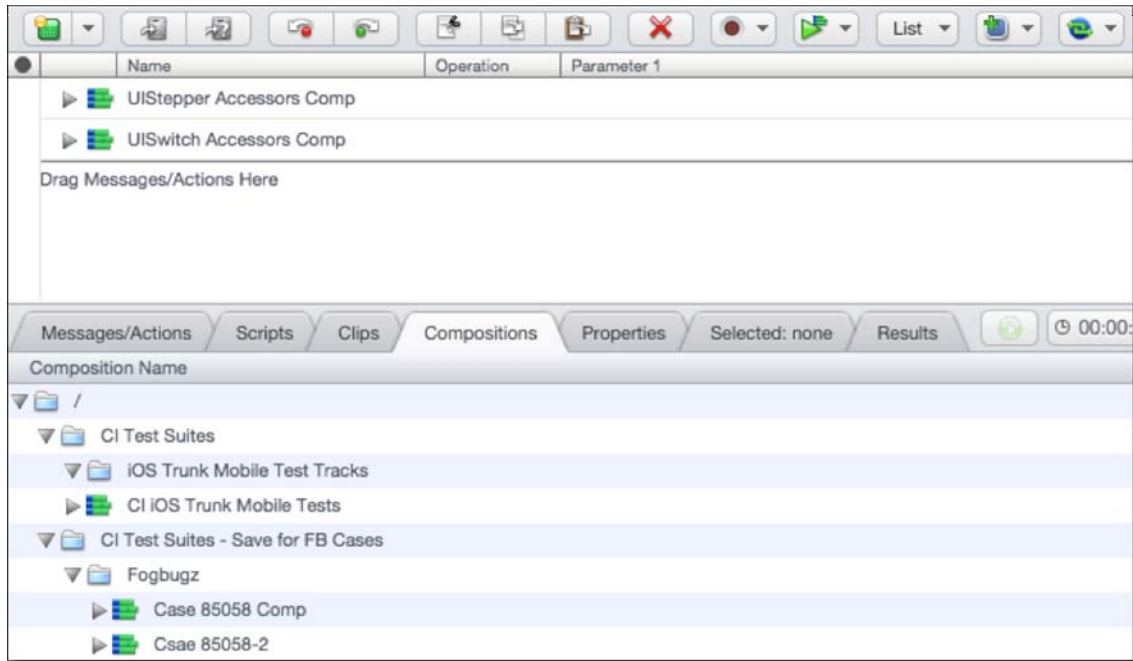 List
Name Operation Parameter 1
UIStepper Accessors Comp
UISwitch Accessors Comp
Drag Messages/Actions Here
Messages/Actions Scripts Clips Compositions Properties Selected: none Results 00:00:
Composition Name
/
CI Test Suites
iOS Trunk Mobile Test Tracks
CI iOS Trunk Mobile Tests
CI Test Suites - Save for FB Cases
Fogbugz
Case 85058 Comp
Csae 85058-2